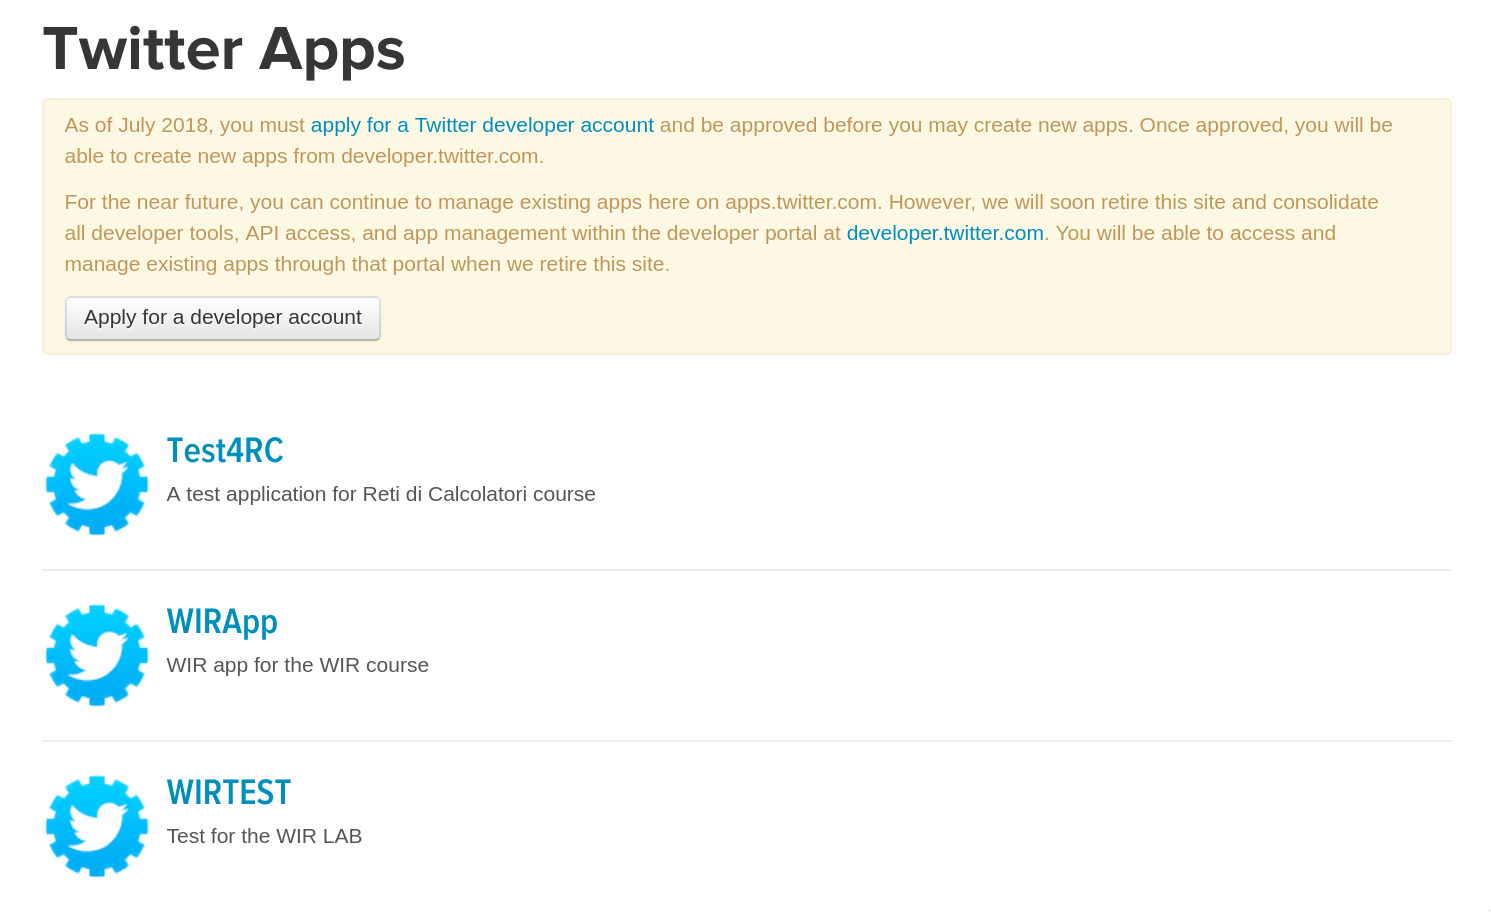 Twitter Apps
As of July 2018, you must apply for a Twitter developer account and be approved before you may create new apps. Once approved, you will be
able to create new apps from developer.twitter.com.
For the near future, you can continue to manage existing apps here on apps.twitter.com. However, we will soon retire this site and consolidate
all developer tools, API access, and app management within the developer portal at developer.twitter.com. You will be able to access and
manage existing apps through that portal when we retire this site.
Apply for a developer account
Test4RC
A test application for Reti di Calcolatori course
WIRApp
WIR app for the WIR course
WIRTEST
Test for the WIR LAB